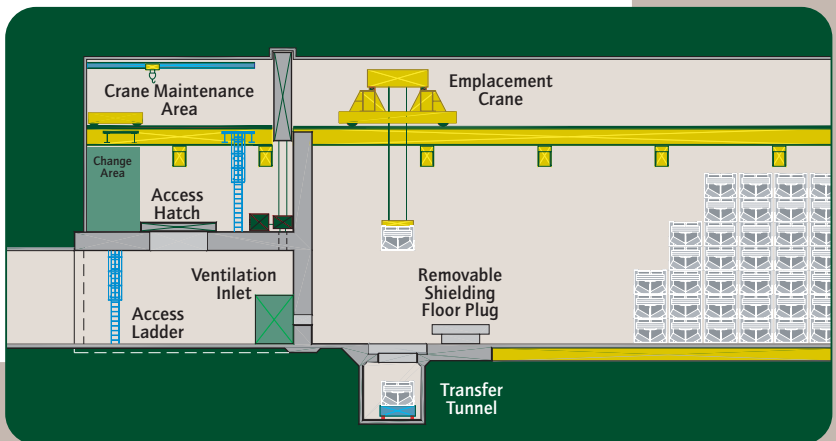 Crane Maintenance
Area
Emplacement
Crane
Change
Area
Access
Hatch
Ventilation
Inlet
Removable
Shielding
Floor Plug
Access
Ladder
Transfer
Tunnel